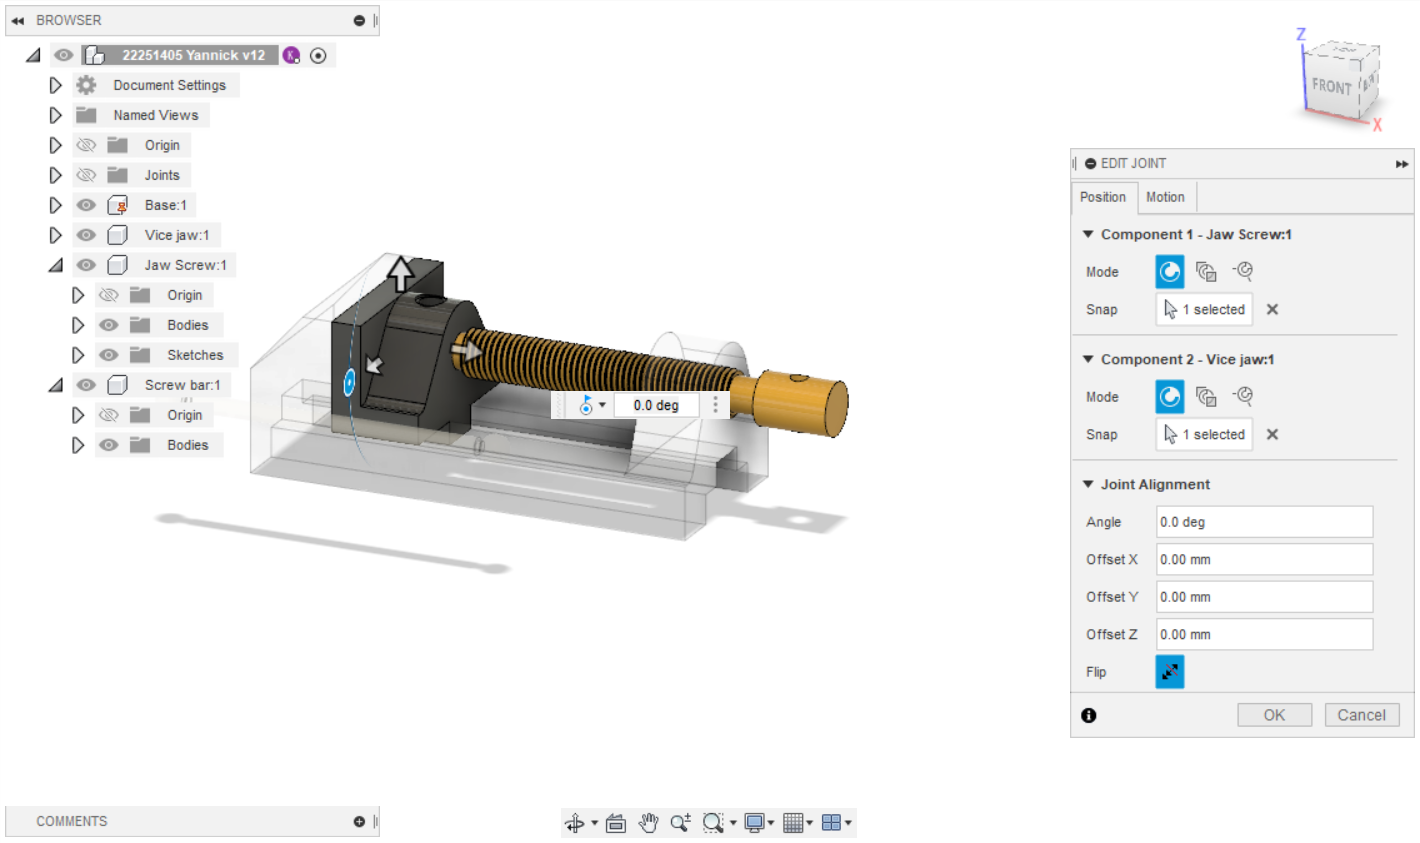 BROWSER
22251405 Yannick v12
K
Document Settings
Named Views
Origin
Joints
Base:1
Vice jaw:1
Jaw Screw:1
Origin
Bodies
Sketches
Screw bar:1
Origin
Bodies
0.0 deg
Z
FRONT
X
EDIT JOINT
Position Motion
Component 1 - Jaw Screw:1
Mode
Snap 1 selected
Component 2 - Vice jaw:1
Mode
Snap 1 selected
Joint Alignment
Angle 0.0 deg
Offset X 0.00 mm
Offset Y 0.00 mm
Offset Z 0.00 mm
Flip
OK Cancel
COMMENTS